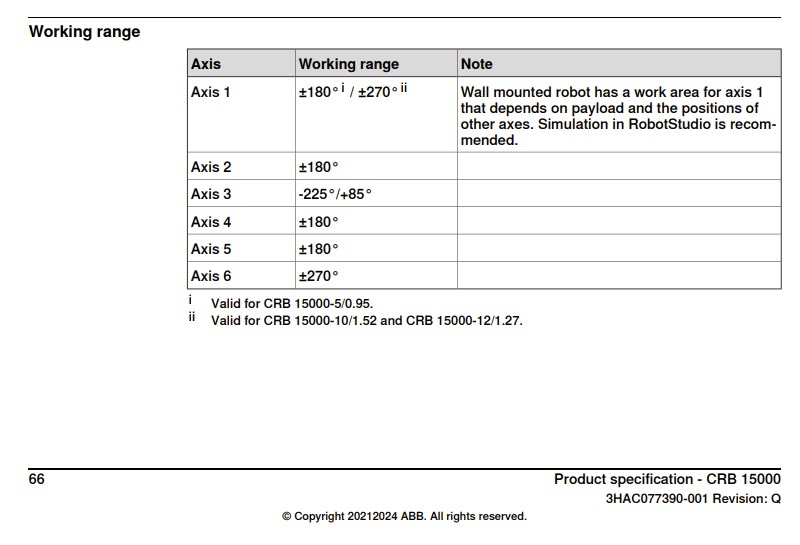 Working range
Axis Working range Note
Axis 1 ±180°i / ±270°ii Wall mounted robot has a work area for axis 1
that depends on payload and the positions of
other axes. Simulation in RobotStudio is recom-
mended.
Axis 2 ±180°
Axis 3 -225°/+85°
Axis 4 ±180°
Axis 5 ±180°
Axis 6 ±270°
i Valid for CRB 15000-5/0.95.
ii Valid for CRB 15000-10/1.52 and CRB 15000-12/1.27.
66 Product specification - CRB 15000
3HAC077390-001 Revision: Q
© Copyright 20212024 ABB. All rights reserved.